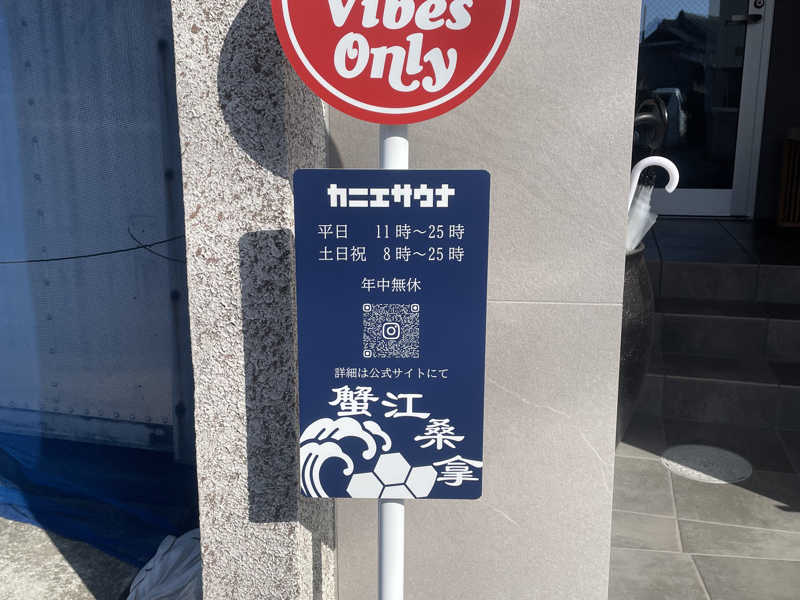 Vibes
Only
カニエサウナ
平日 11時～25時
土日祝 8時～25時
年中無休
詳細は公式サイトにて
蟹江桑拿